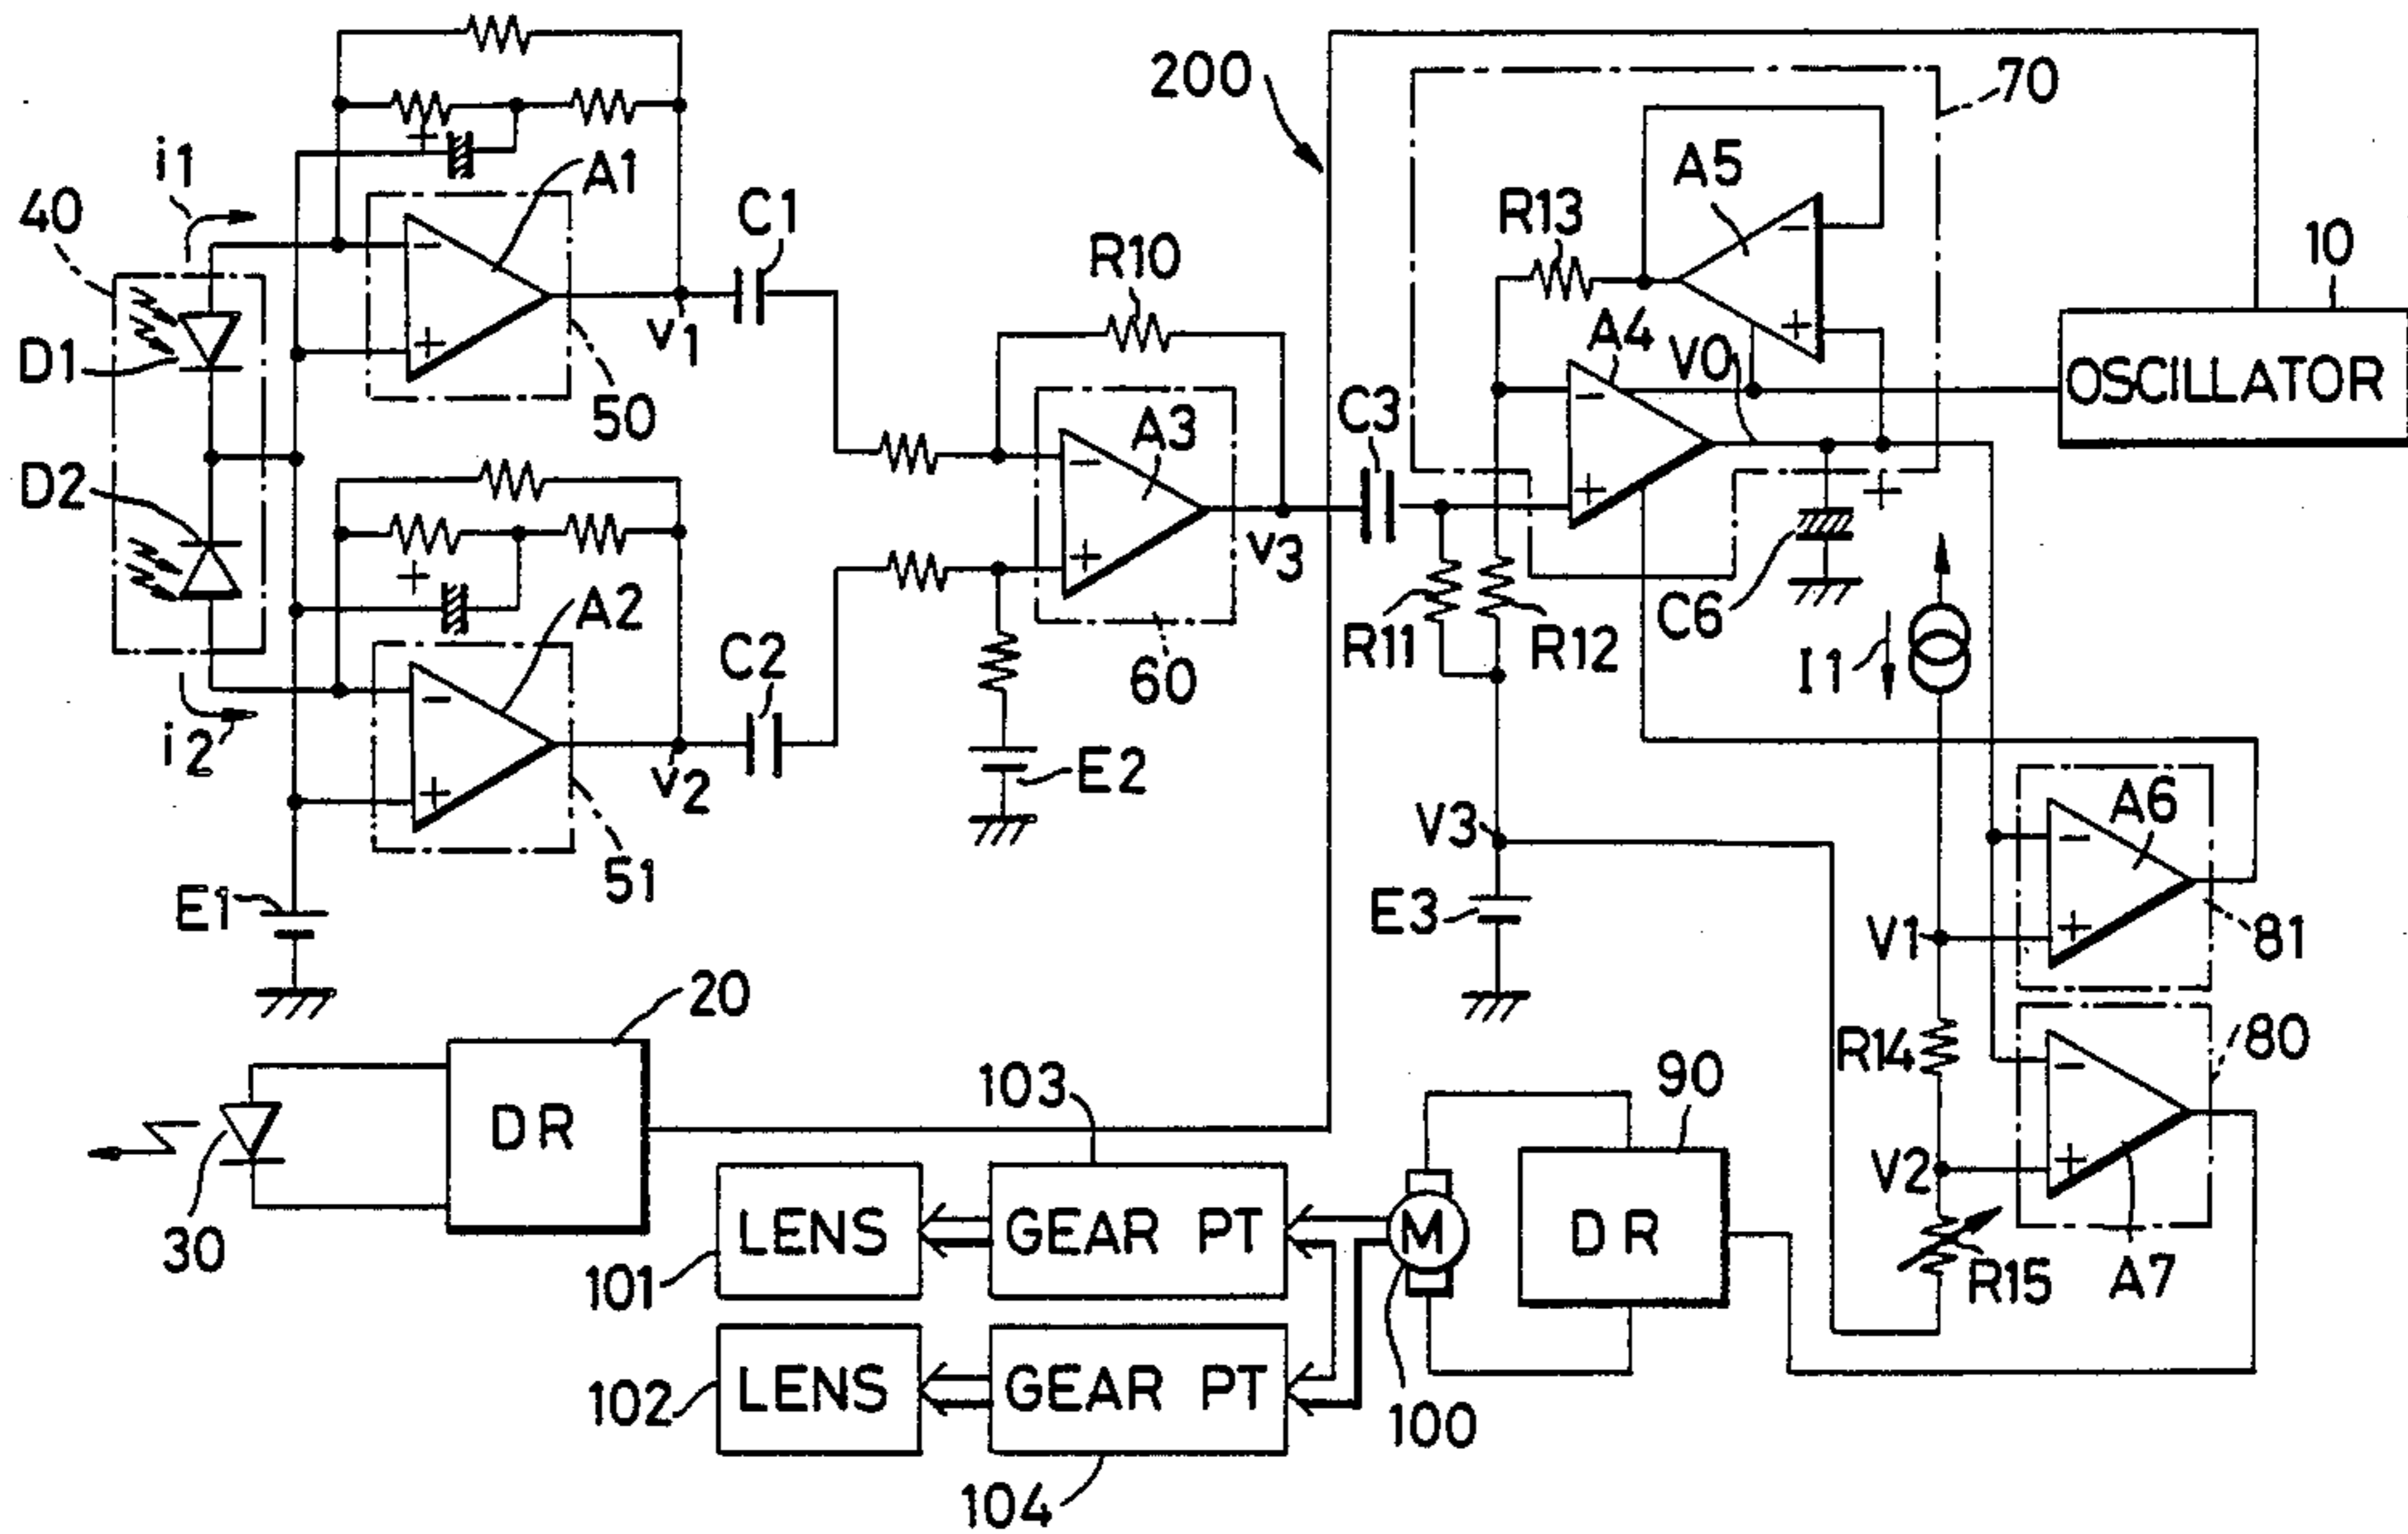 200
70
i1
A1
A5
40
C1
R13
10
R10
D1
v1
A4
V0
OSCILLATOR
50
A3
C3
D2
A2
v3
C6
R11
R12
I1
C2
60
i2
v2
E2
V3
A6
51
E1
E3
V1
81
20
R14
80
103
90
DR
V2
30
LENS
GEAR PT
M
DR
R15
A7
101
LENS
GEAR PT
102
100
104